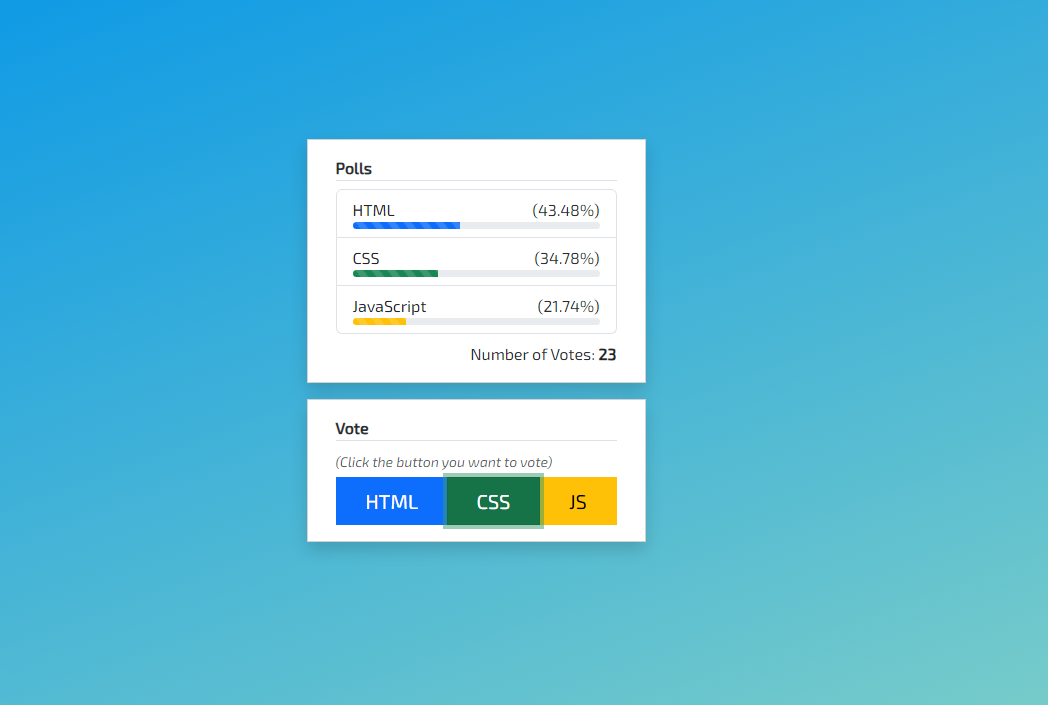 Polls
HTML (43.48%)
CSS (34.78%)
JavaScript (21.74%)
Number of Votes: 23
Vote
(Click the button you want to vote)
HTML CSS JS